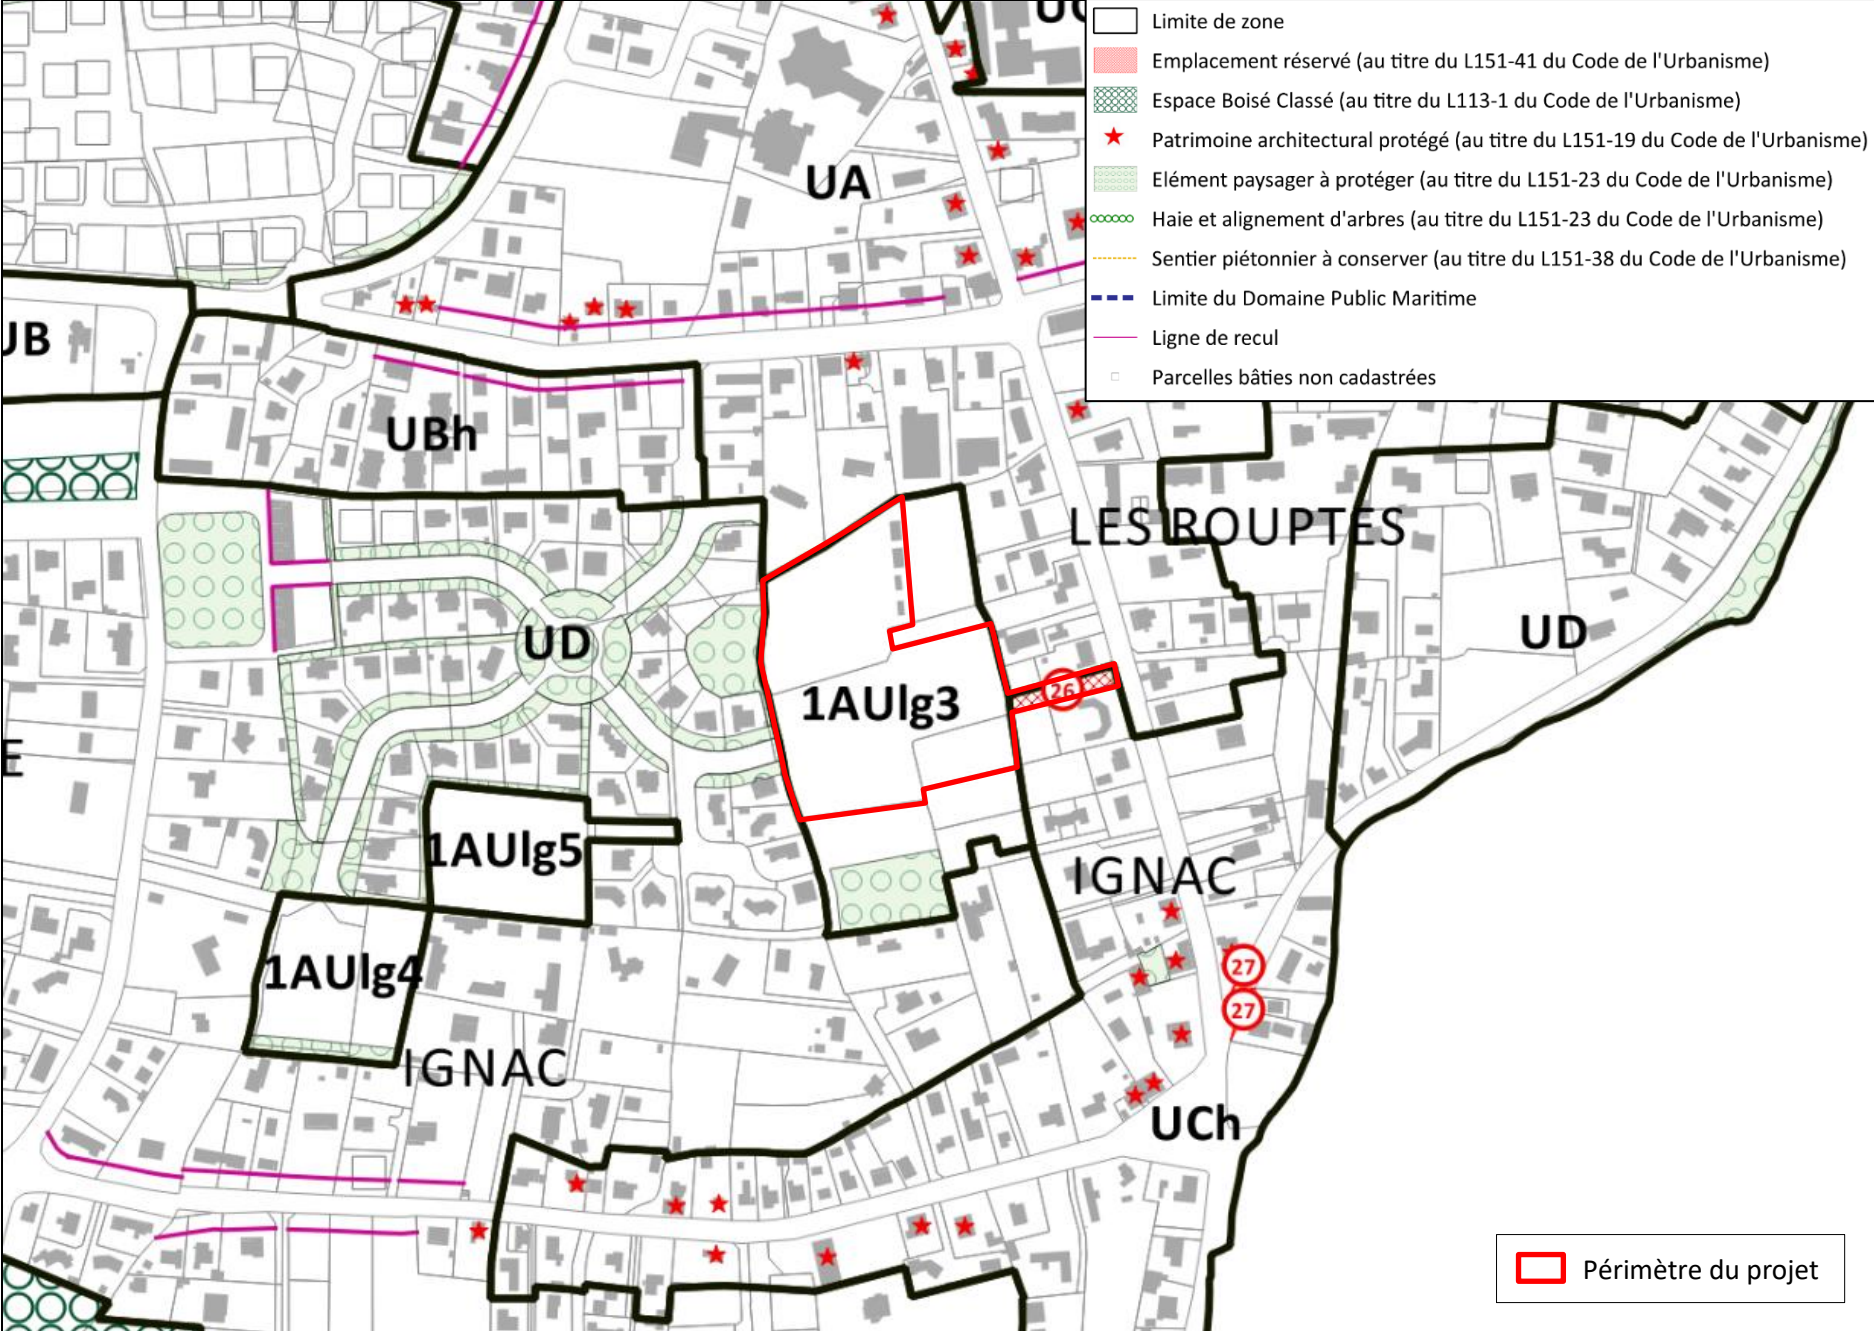 Limite de zone
Emplacement réservé (au titre du L151-41 du Code de l'Urbanisme)
Espace Boisé Classé (au titre du L113-1 du Code de l'Urbanisme)
Patrimoine architectural protégé (au titre du L151-19 du Code de l'Urbanisme)
Elément paysager à protéger (au titre du L151-23 du Code de l'Urbanisme)
Haie et alignement d'arbres (au titre du L151-23 du Code de l'Urbanisme)
Sentier piétonnier à conserver (au titre du L151-38 du Code de l'Urbanisme)
Limite du Domaine Public Maritime
Ligne de recul
Parcelles bâties non cadastrées
UA
UB
UBh
LES ROUPTES
UD
UD
26
1AUlg3
E
1AUlg5
IGNAC
1AUlg4
27
27
IGNAC
UCh
Périmètre du projet